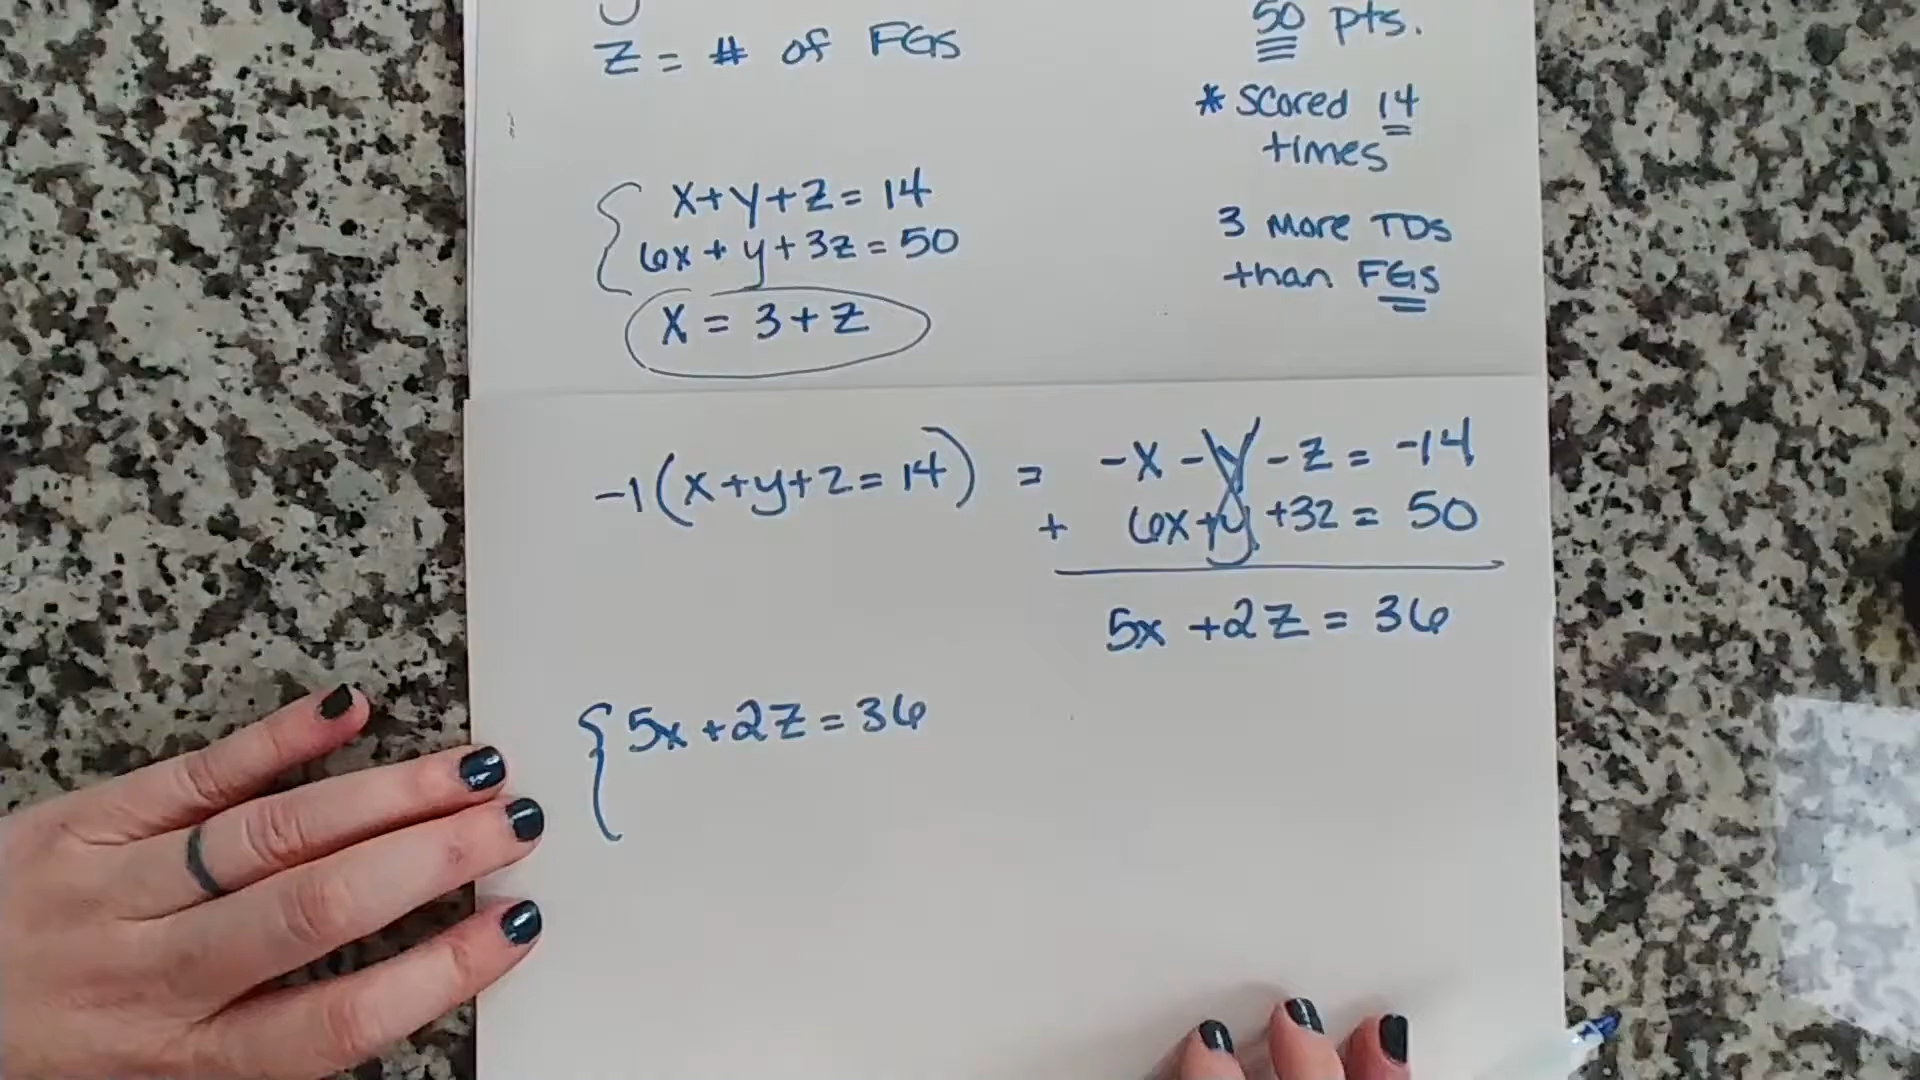 z = # of FGs
50 pts.
* Scored 14
times
3 More TDs
than FGs
x+y+z=14
6x+y+3z=50
x = 3+z
-1(x+y+z=14) = -x-y-z=-14
+ 6x+y+3z=50
5x+2z=36
5x+2z=36